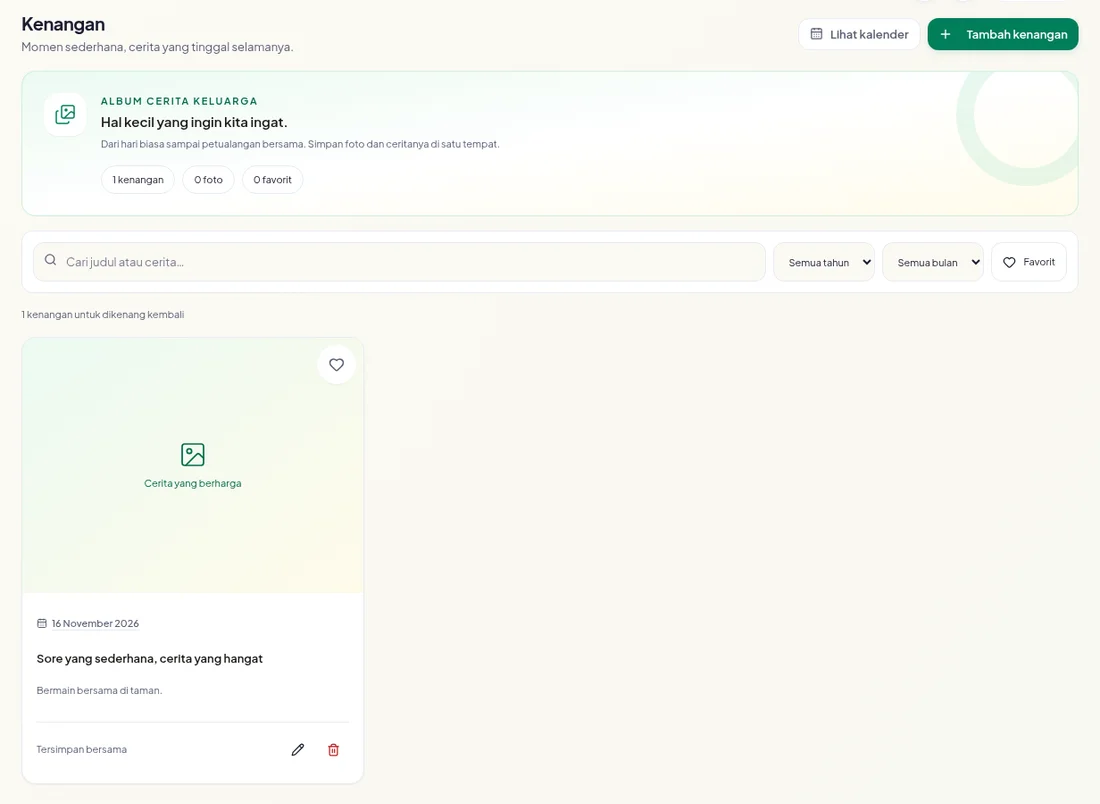 Kenangan
Momen sederhana, cerita yang tinggal selamanya.
Lihat kalender
Tambah kenangan
ALBUM CERITA KELUARGA
Hal kecil yang ingin kita ingat.
Dari hari biasa sampai petualangan bersama. Simpan foto dan ceritanya di satu tempat.
1 kenangan
0 foto
0 favorit
Cari judul atau cerita...
Semua tahun
Semua bulan
Favorit
1 kenangan untuk dikenang kembali
Cerita yang berharga
16 November 2026
Sore yang sederhana, cerita yang hangat
Bermain bersama di taman.
Tersimpan bersama